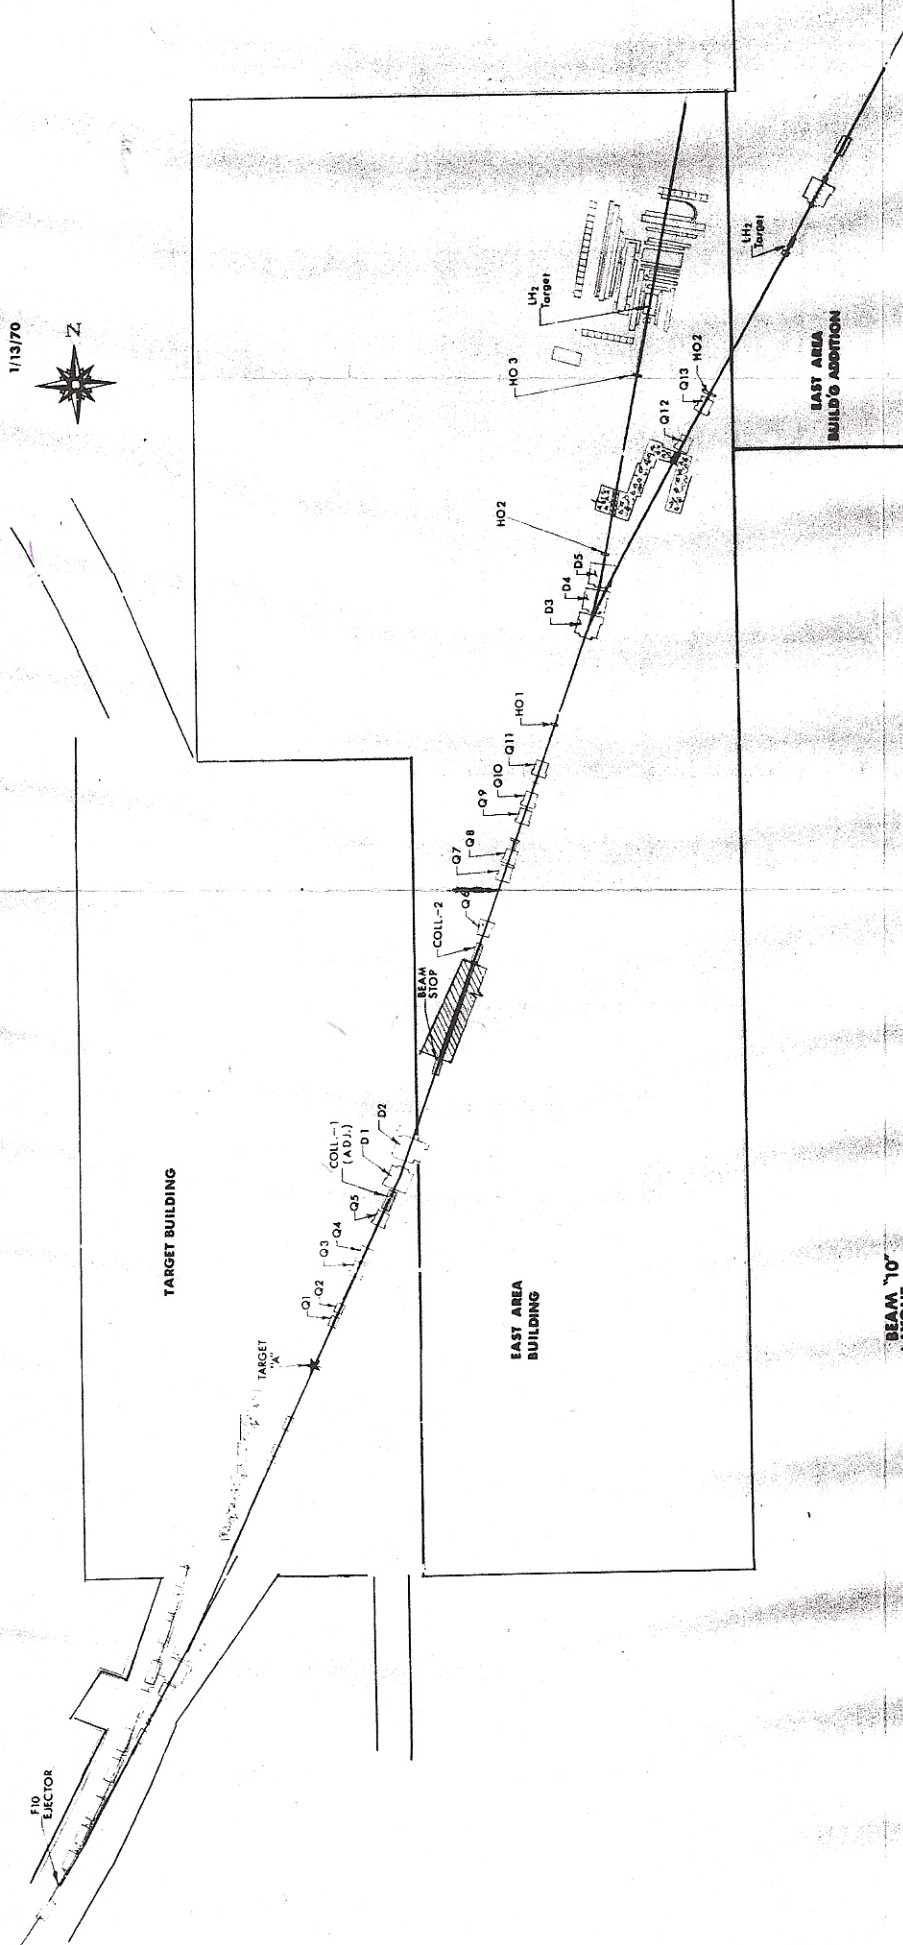 1/13/70
N
F10
EJECTOR
TARGET BUILDING
TARGET
"A"
Q1
Q2
Q3
Q4
Q5
COLL.-1
(ADJ.)
D1
D2
BEAM
STOP
COLL.-2
Q6
Q7
Q8
Q9
Q10
Q11
HO1
D3
D4
D5
HO2
HO 3
LH2
Target
Q12
Q13
HO2
LH2
Target
EAST AREA
BUILDING
EAST AREA
BUILD'G ADDITION
BEAM "10"